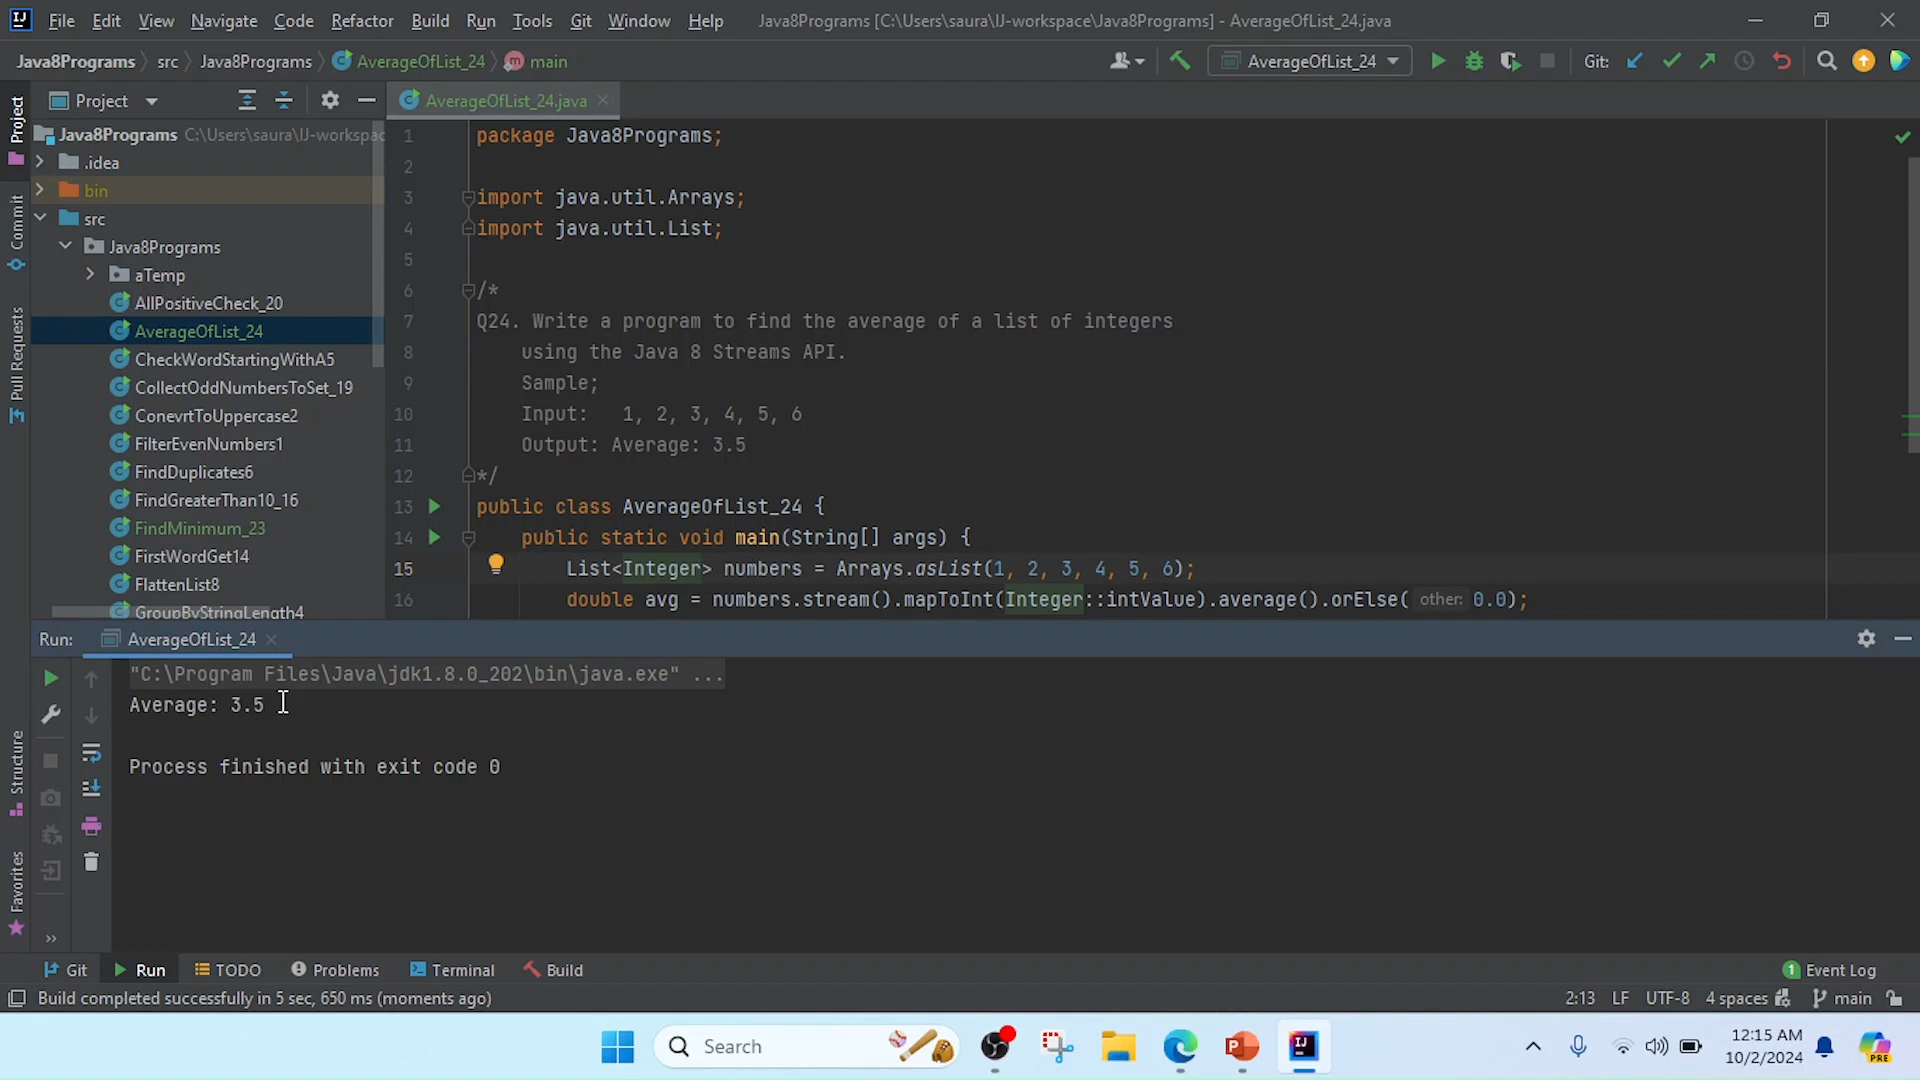 File Edit View Navigate Code Refactor Build Run Tools Git Window Help Java8Programs [C:\Users\saura\IJ-workspace\Java8Programs] - AverageOfList_24.java
Java8Programs src Java8Programs AverageOfList_24 main AverageOfList_24 Git:
Project
AverageOfList_24.java
Project
Commit
Pull Requests
Structure
Favorites
Java8Programs C:\Users\saura\IJ-workspac
.idea
bin
src
Java8Programs
aTemp
AllPositiveCheck_20
AverageOfList_24
CheckWordStartingWithA5
CollectOddNumbersToSet_19
ConevrtToUppercase2
FilterEvenNumbers1
FindDuplicates6
FindGreaterThan10_16
FindMinimum_23
FirstWordGet14
FlattenList8
GroupByStringLength4
1 package Java8Programs;
2
3 import java.util.Arrays;
4 import java.util.List;
5
6 /*
7 Q24. Write a program to find the average of a list of integers
8 using the Java 8 Streams API.
9 Sample;
10 Input: 1, 2, 3, 4, 5, 6
11 Output: Average: 3.5
12 */
13 public class AverageOfList_24 {
14 public static void main(String[] args) {
15 List<Integer> numbers = Arrays.asList(1, 2, 3, 4, 5, 6);
16 double avg = numbers.stream().mapToInt(Integer::intValue).average().orElse( other: 0.0);
Run: AverageOfList_24
"C:\Program Files\Java\jdk1.8.0_202\bin\java.exe" ...
Average: 3.5
Process finished with exit code 0
Git Run TODO Problems Terminal Build 1 Event Log
Build completed successfully in 5 sec, 650 ms (moments ago) 2:13 LF UTF-8 4 spaces main
Search
12:15 AM
10/2/2024
PRE